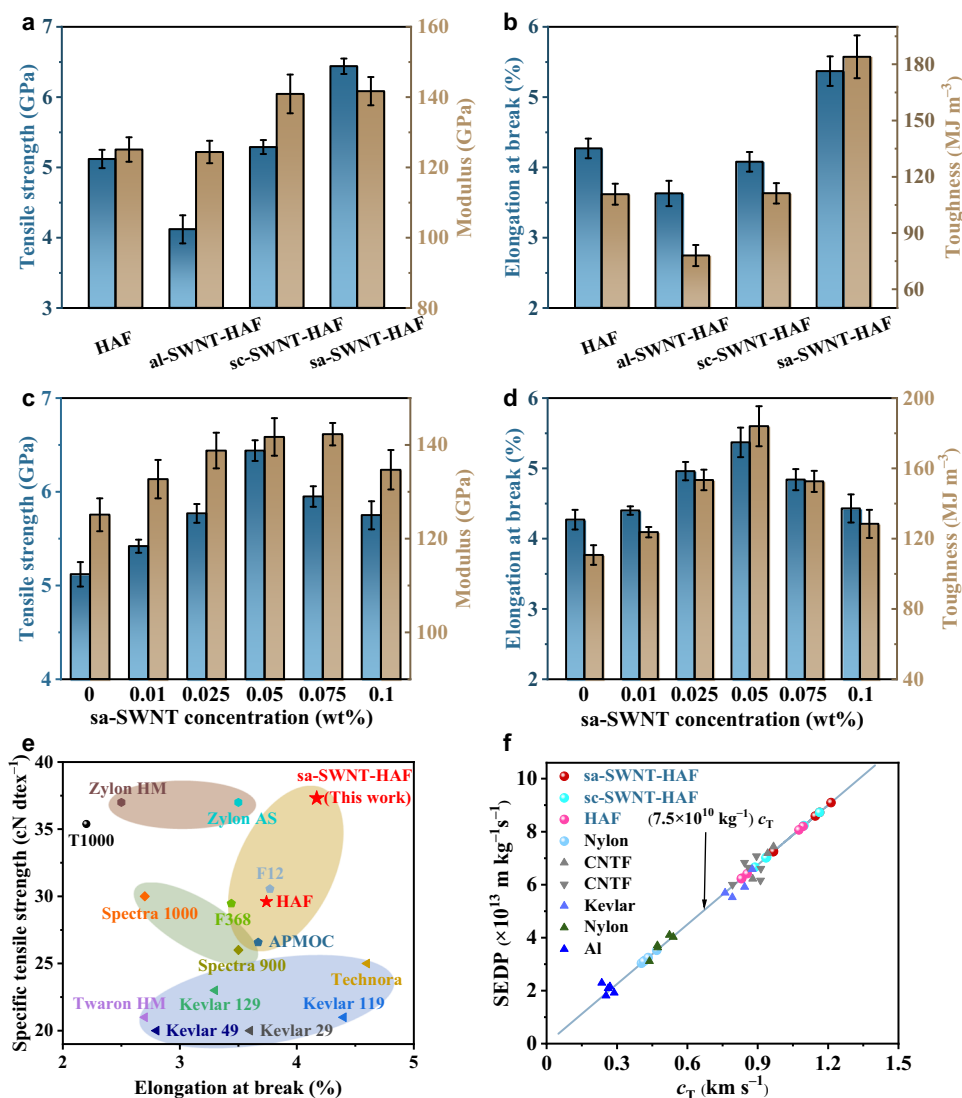 a
b
Tensile strength (GPa)
7
6
5
4
3
160
140
120
100
80
Modulus (GPa)
HAF
al-SWNT-HAF
sc-SWNT-HAF
sa-SWNT-HAF
Elongation at break (%)
6
5
4
3
2
180
150
120
90
60
Toughness (MJ m⁻³)
HAF
al-SWNT-HAF
sc-SWNT-HAF
sa-SWNT-HAF
c
d
Tensile strength (GPa)
7
6
5
4
140
120
100
Modulus (GPa)
0 0.01 0.025 0.05 0.075 0.1
sa-SWNT concentration (wt%)
Elongation at break (%)
6
5
4
3
2
200
160
120
80
40
Toughness (MJ m⁻³)
0 0.01 0.025 0.05 0.075 0.1
sa-SWNT concentration (wt%)
e
f
Specific tensile strength (cN dtex⁻¹)
40
35
30
25
20
Zylon HM
sa-SWNT-HAF
(This work)
Zylon AS
T1000
F12
HAF
Spectra 1000
F368
APMOC
Spectra 900
Technora
Twaron HM
Kevlar 129
Kevlar 119
Kevlar 49
Kevlar 29
2 3 4 5
Elongation at break (%)
SEDP (×10¹³ m kg⁻¹s⁻¹)
10
8
6
4
2
0
sa-SWNT-HAF
sc-SWNT-HAF
HAF
Nylon
CNTF
CNTF
Kevlar
Nylon
Al
(7.5×10¹⁰ kg⁻¹) cT
0 0.3 0.6 0.9 1.2 1.5
cT (km s⁻¹)